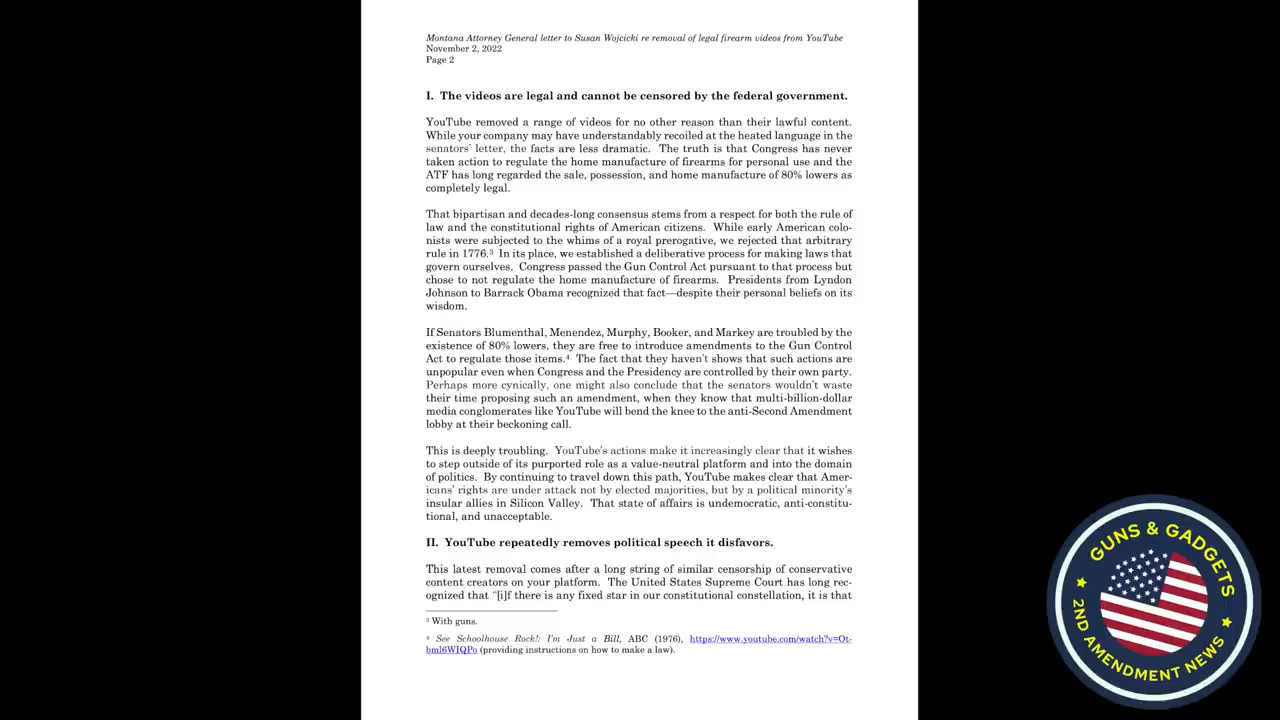 Montana Attorney General letter to Susan Wojcicki re removal of legal firearm videos from YouTube
November 2, 2022
Page 2
I. The videos are legal and cannot be censored by the federal government.
YouTube removed a range of videos for no other reason than their lawful content.
While your company may have understandably recoiled at the heated language in the
senators' letter, the facts are less dramatic. The truth is that Congress has never
taken action to regulate the home manufacture of firearms for personal use and the
ATF has long regarded the sale, possession, and home manufacture of 80% lowers as
completely legal.
That bipartisan and decades-long consensus stems from a respect for both the rule of
law and the constitutional rights of American citizens. While early American colo-
nists were subjected to the whims of a royal prerogative, we rejected that arbitrary
rule in 1776.³ In its place, we established a deliberative process for making laws that
govern ourselves. Congress passed the Gun Control Act pursuant to that process but
chose to not regulate the home manufacture of firearms. Presidents from Lyndon
Johnson to Barrack Obama recognized that fact—despite their personal beliefs on its
wisdom.
If Senators Blumenthal, Menendez, Murphy, Booker, and Markey are troubled by the
existence of 80% lowers, they are free to introduce amendments to the Gun Control
Act to regulate those items.⁴ The fact that they haven't shows that such actions are
unpopular even when Congress and the Presidency are controlled by their own party.
Perhaps more cynically, one might also conclude that the senators wouldn't waste
their time proposing such an amendment, when they know that multi-billion-dollar
media conglomerates like YouTube will bend the knee to the anti-Second Amendment
lobby at their beckoning call.
This is deeply troubling. YouTube's actions make it increasingly clear that it wishes
to step outside of its purported role as a value-neutral platform and into the domain
of politics. By continuing to travel down this path, YouTube makes clear that Amer-
icans' rights are under attack not by elected majorities, but by a political minority's
insular allies in Silicon Valley. That state of affairs is undemocratic, anti-constitu-
tional, and unacceptable.
II. YouTube repeatedly removes political speech it disfavors.
This latest removal comes after a long string of similar censorship of conservative
content creators on your platform. The United States Supreme Court has long rec-
ognized that "[i]f there is any fixed star in our constitutional constellation, it is that
³ With guns.
⁴ See Schoolhouse Rock!: I'm Just a Bill, ABC (1976), https://www.youtube.com/watch?v=Ot-
bml6WIQPo (providing instructions on how to make a law).
GUNS & GADGETS
2ND AMENDMENT NEWS